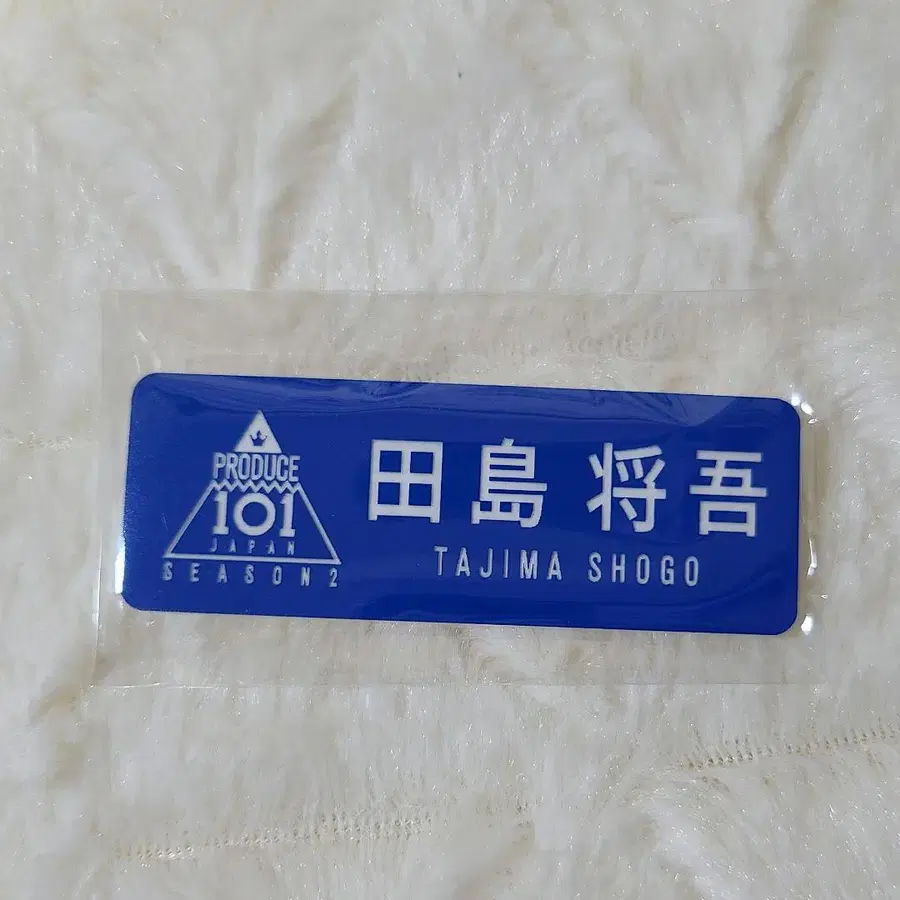 PRODUCE
101
JAPAN
SEASON2
田島 将吾
TAJIMA SHOGO